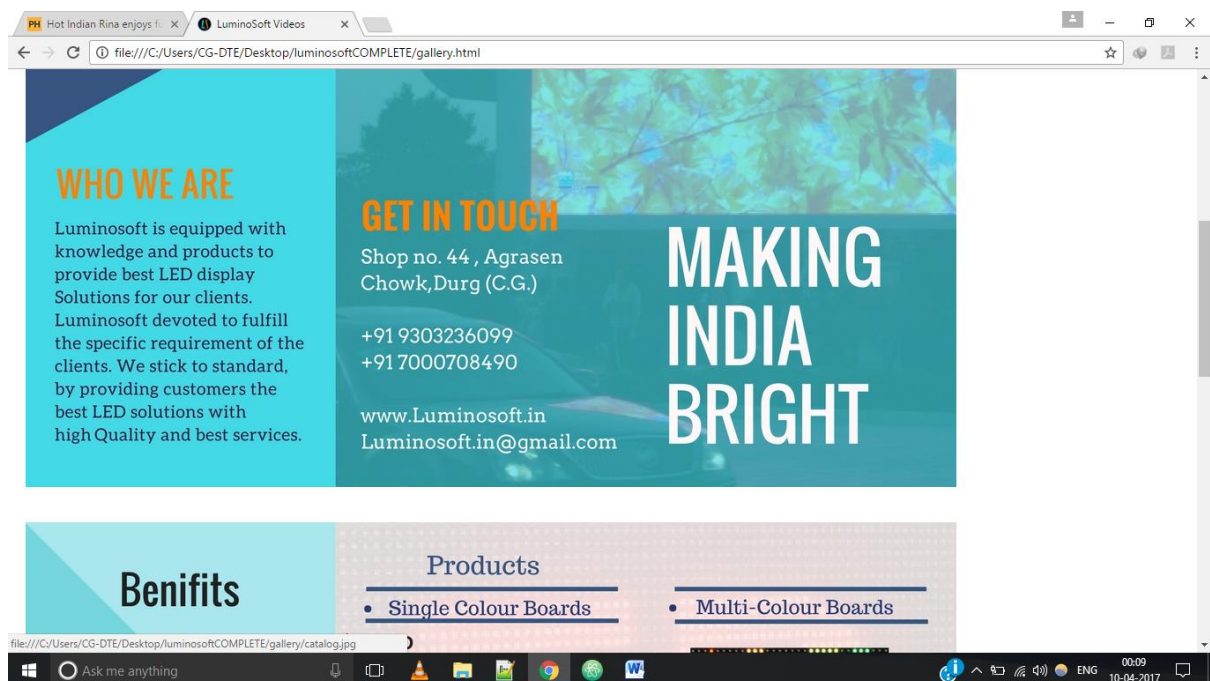 PH Hot Indian Rina enjoys f
LuminoSoft Videos
file:///C:/Users/CG-DTE/Desktop/luminosoftCOMPLETE/gallery.html
WHO WE ARE
Luminosoft is equipped with
knowledge and products to
provide best LED display
Solutions for our clients.
Luminosoft devoted to fulfill
the specific requirement of the
clients. We stick to standard,
by providing customers the
best LED solutions with
high Quality and best services.
GET IN TOUCH
Shop no. 44 , Agrasen
Chowk,Durg (C.G.)
+91 9303236099
+91 7000708490
www.Luminosoft.in
Luminosoft.in@gmail.com
MAKING
INDIA
BRIGHT
Benifits
Products
• Single Colour Boards
• Multi-Colour Boards
file:///C:/Users/CG-DTE/Desktop/luminosoftCOMPLETE/gallery/catalog.jpg
Ask me anything
ENG
00:09
10-04-2017